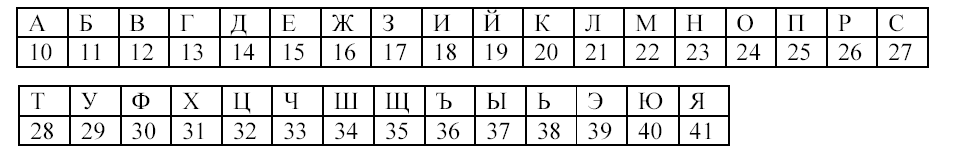 А Б В Г Д Е Ж З И Й К Л М Н О П Р С
10 11 12 13 14 15 16 17 18 19 20 21 22 23 24 25 26 27
Т У Ф Х Ц Ч Ш Щ Ъ Ы Ь Э Ю Я
28 29 30 31 32 33 34 35 36 37 38 39 40 41